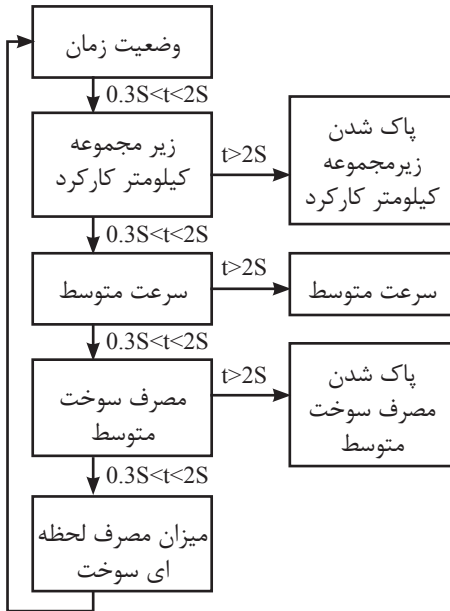 وضعیت زمان
0.3S<t<2S
زیر مجموعه
کیلومتر کارکرد
t>2S
پاک شدن
زیرمجموعه
کیلومتر کارکرد
0.3S<t<2S
سرعت متوسط
t>2S
سرعت متوسط
0.3S<t<2S
مصرف سوخت
متوسط
t>2S
پاک شدن
مصرف سوخت
متوسط
0.3S<t<2S
میزان مصرف لحظه
ای سوخت